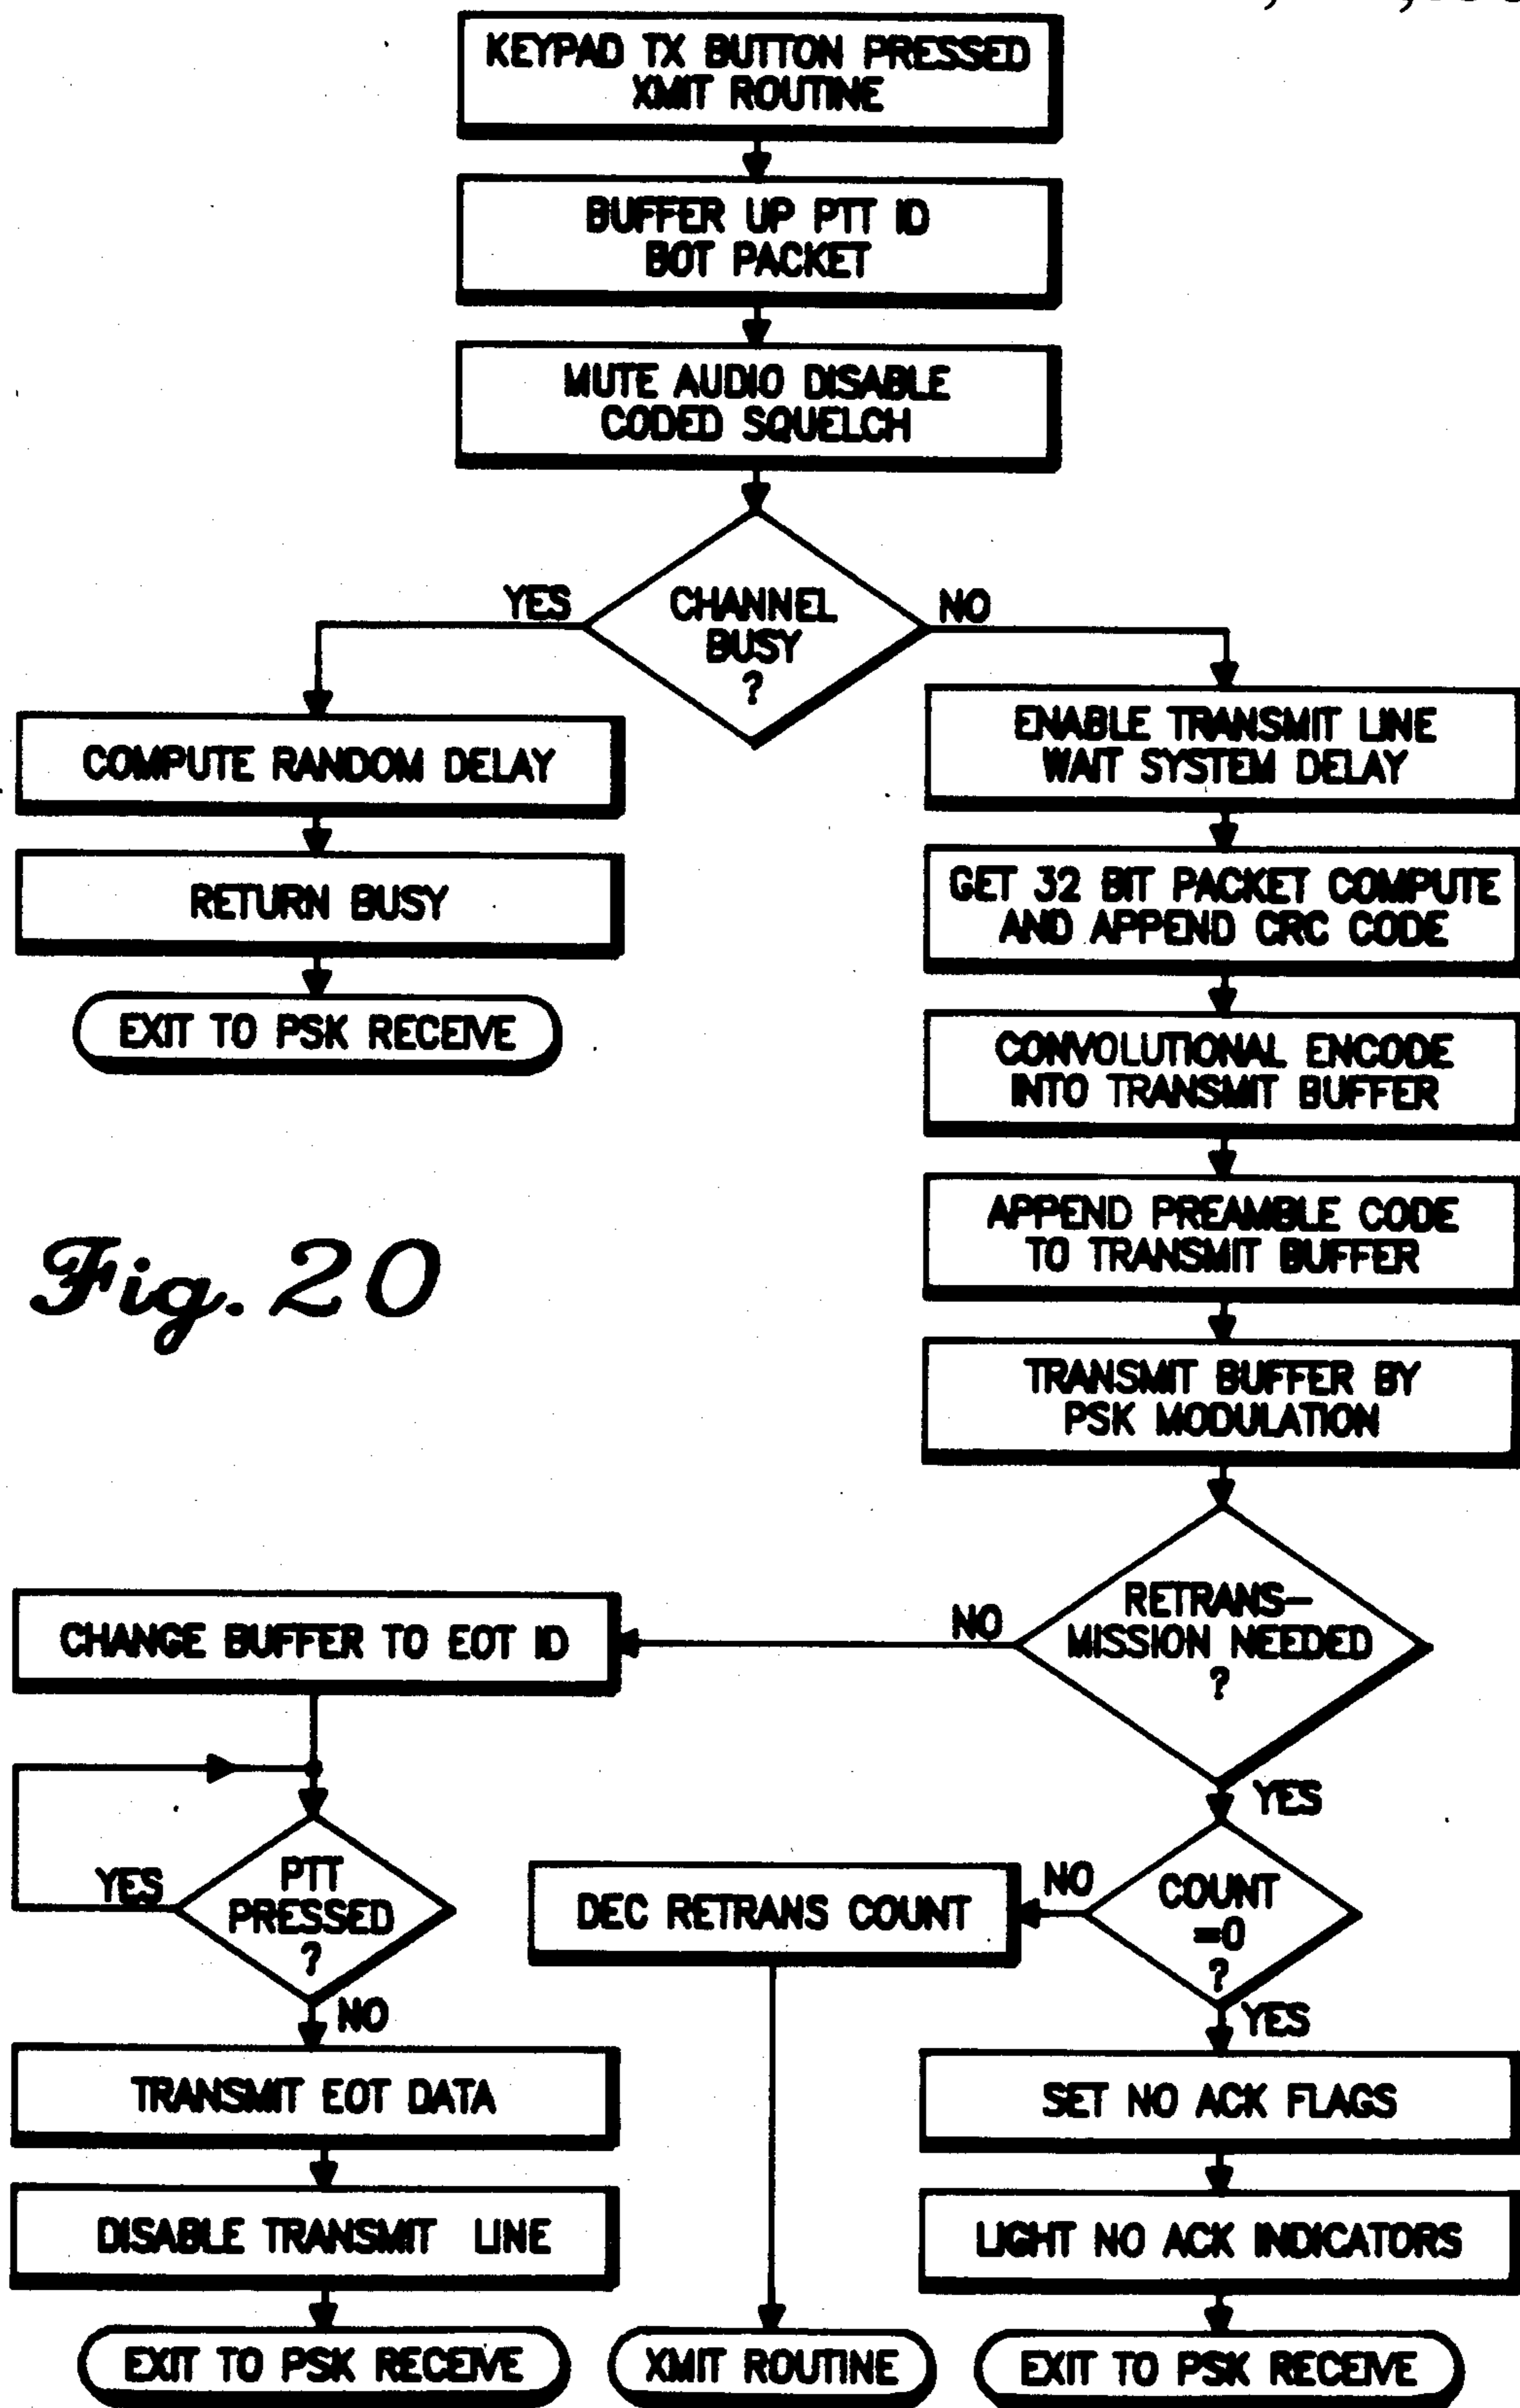 KEYPAD TX BUTTON PRESSED
XMIT ROUTINE
BUFFER UP PTT ID
BOT PACKET
MUTE AUDIO DISABLE
CODED SQUELCH
CHANNEL
BUSY
?
YES
NO
COMPUTE RANDOM DELAY
RETURN BUSY
EXIT TO PSK RECEIVE
ENABLE TRANSMIT LINE
WAIT SYSTEM DELAY
GET 32 BIT PACKET COMPUTE
AND APPEND CRC CODE
CONVOLUTIONAL ENCODE
INTO TRANSMIT BUFFER
APPEND PREAMBLE CODE
TO TRANSMIT BUFFER
TRANSMIT BUFFER BY
PSK MODULATION
Fig. 20
RETRANS-
MISSION NEEDED
?
NO
YES
CHANGE BUFFER TO EOT ID
PTT
PRESSED
?
YES
NO
TRANSMIT EOT DATA
DISABLE TRANSMIT LINE
EXIT TO PSK RECEIVE
COUNT
=0
?
NO
YES
DEC RETRANS COUNT
XMIT ROUTINE
SET NO ACK FLAGS
LIGHT NO ACK INDICATORS
EXIT TO PSK RECEIVE